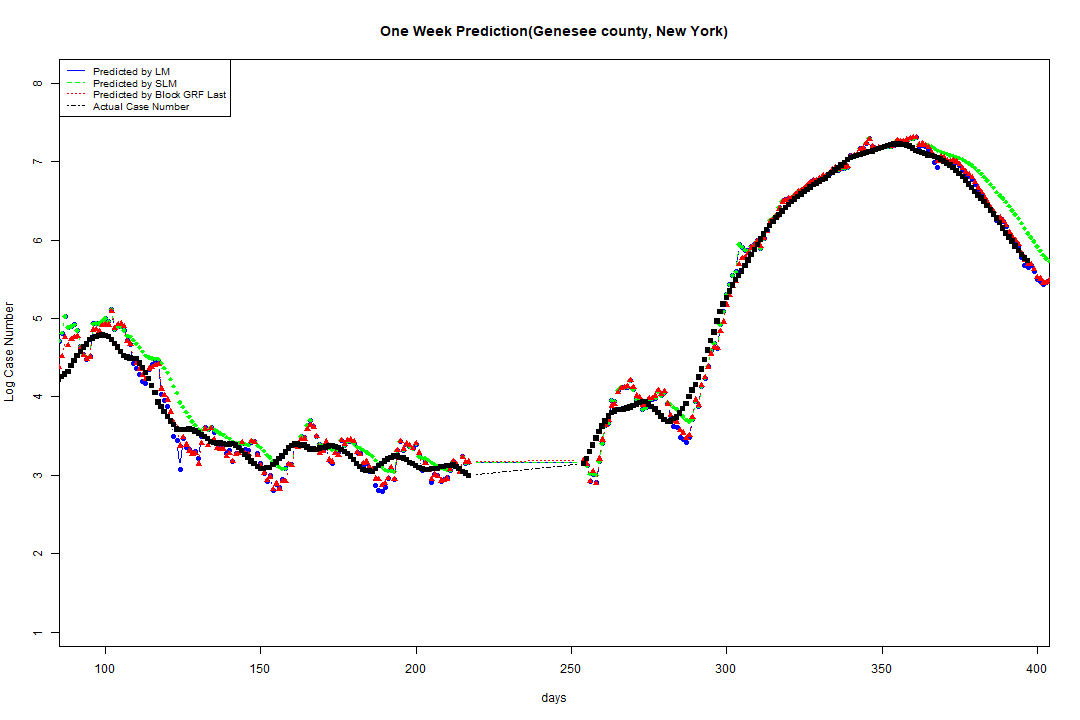 One Week Prediction(Genesee county, New York)
Predicted by LM
Predicted by SLM
Predicted by Block GRF Last
Actual Case Number
8
7
6
5
4
3
2
1
Log Case Number
100 150 200 250 300 350 400
days